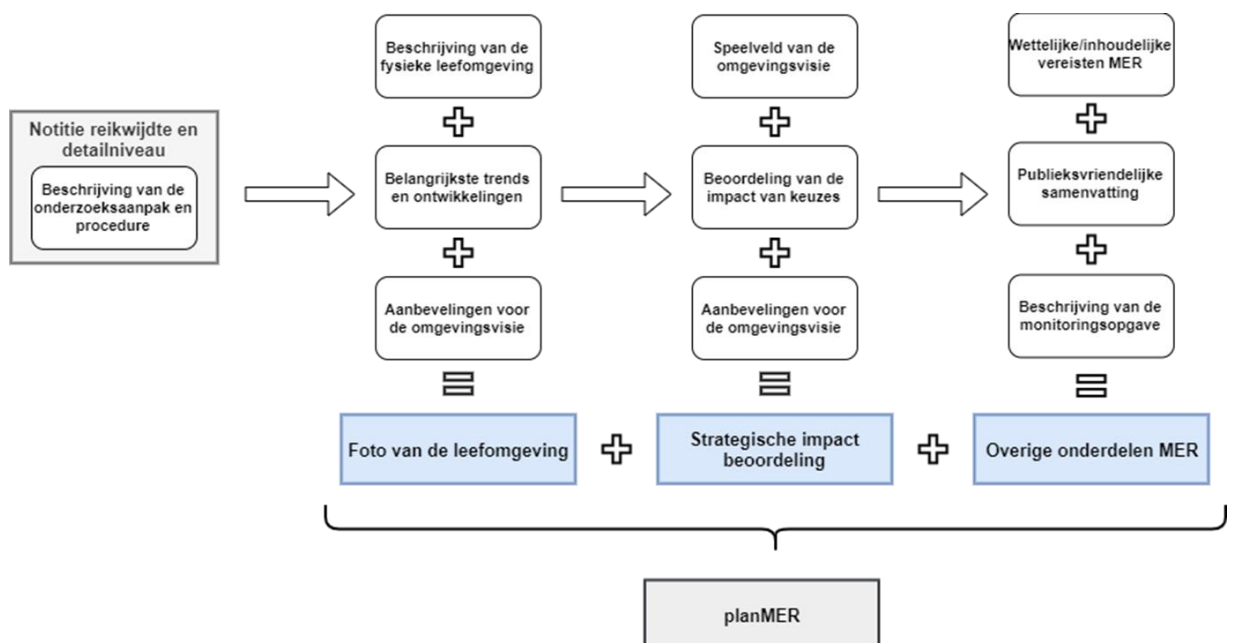 Notitie reikwijdte en
detailniveau
Beschrijving van de
onderzoeksaanpak en
procedure
Beschrijving van de
fysieke leefomgeving
Belangrijkste trends
en ontwikkelingen
Aanbevelingen voor
de omgevingsvisie
Foto van de leefomgeving
Speelveld van de
omgevingsvisie
Beoordeling van de
impact van keuzes
Aanbevelingen voor
de omgevingsvisie
Strategische impact
beoordeling
Wettelijke/inhoudelijke
vereisten MER
Publieksvriendelijke
samenvatting
Beschrijving van de
monitoringsopgave
Overige onderdelen MER
planMER